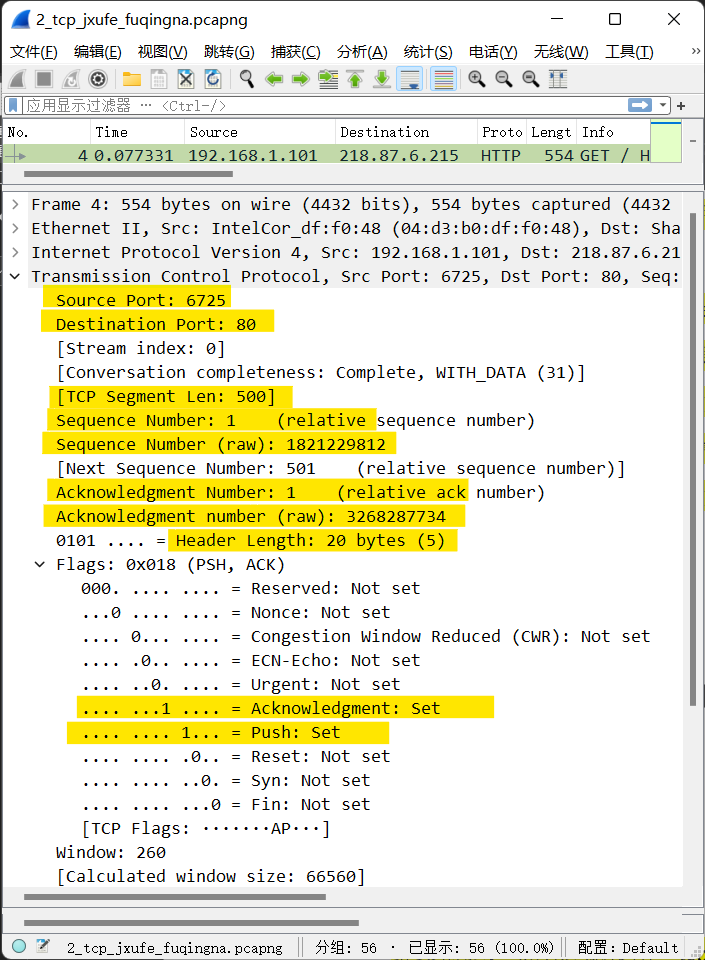 2_tcp_jxufe_fuqingna.pcapng
文件(F) 编辑(E) 视图(V) 跳转(G) 捕获(C) 分析(A) 统计(S) 电话(Y) 无线(W) 工具(T) »
应用显示过滤器 … <Ctrl-/>
No. Time Source Destination Proto Lengt Info
4 0.077331 192.168.1.101 218.87.6.215 HTTP 554 GET / H
Frame 4: 554 bytes on wire (4432 bits), 554 bytes captured (4432
Ethernet II, Src: IntelCor_df:f0:48 (04:d3:b0:df:f0:48), Dst: Sha
Internet Protocol Version 4, Src: 192.168.1.101, Dst: 218.87.6.21
Transmission Control Protocol, Src Port: 6725, Dst Port: 80, Seq:
Source Port: 6725
Destination Port: 80
[Stream index: 0]
[Conversation completeness: Complete, WITH_DATA (31)]
[TCP Segment Len: 500]
Sequence Number: 1    (relative sequence number)
Sequence Number (raw): 1821229812
[Next Sequence Number: 501    (relative sequence number)]
Acknowledgment Number: 1    (relative ack number)
Acknowledgment number (raw): 3268287734
0101 .... = Header Length: 20 bytes (5)
Flags: 0x018 (PSH, ACK)
000. .... .... = Reserved: Not set
...0 .... .... = Nonce: Not set
.... 0... .... = Congestion Window Reduced (CWR): Not set
.... .0.. .... = ECN-Echo: Not set
.... ..0. .... = Urgent: Not set
.... ...1 .... = Acknowledgment: Set
.... .... 1... = Push: Set
.... .... .0.. = Reset: Not set
.... .... ..0. = Syn: Not set
.... .... ...0 = Fin: Not set
[TCP Flags: ·······AP···]
Window: 260
[Calculated window size: 66560]
2_tcp_jxufe_fuqingna.pcapng 分组: 56 · 已显示: 56 (100.0%) 配置：Default